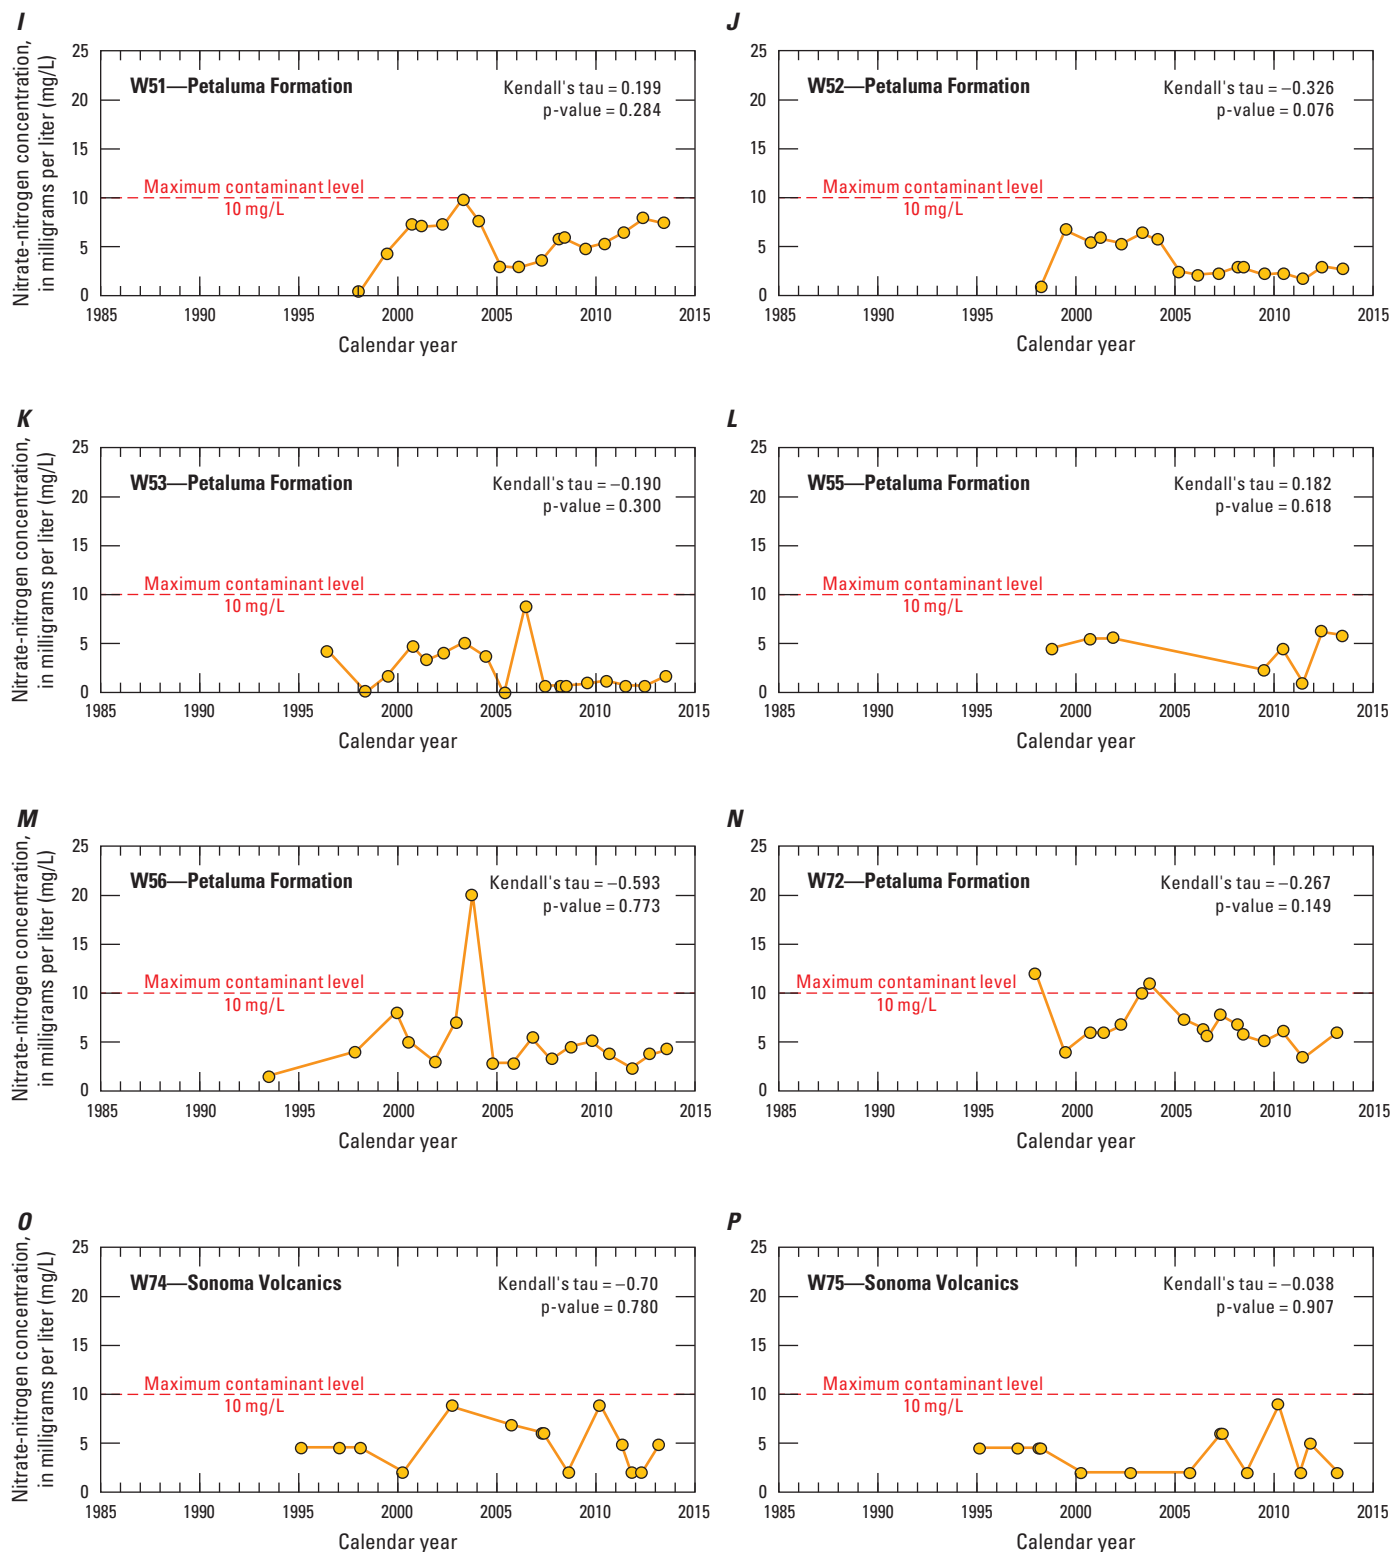 I
Nitrate-nitrogen concentration,
in milligrams per liter (mg/L)
25
20
15
10
5
0
W51—Petaluma Formation
Kendall's tau = 0.199
p-value = 0.284
Maximum contaminant level
10 mg/L
1985 1990 1995 2000 2005 2010 2015
Calendar year
J
25
20
15
10
5
0
W52—Petaluma Formation
Kendall's tau = −0.326
p-value = 0.076
Maximum contaminant level
10 mg/L
1985 1990 1995 2000 2005 2010 2015
Calendar year
K
Nitrate-nitrogen concentration,
in milligrams per liter (mg/L)
25
20
15
10
5
0
W53—Petaluma Formation
Kendall's tau = −0.190
p-value = 0.300
Maximum contaminant level
10 mg/L
1985 1990 1995 2000 2005 2010 2015
Calendar year
L
25
20
15
10
5
0
W55—Petaluma Formation
Kendall's tau = 0.182
p-value = 0.618
Maximum contaminant level
10 mg/L
1985 1990 1995 2000 2005 2010 2015
Calendar year
M
Nitrate-nitrogen concentration,
in milligrams per liter (mg/L)
25
20
15
10
5
0
W56—Petaluma Formation
Kendall's tau = −0.593
p-value = 0.773
Maximum contaminant level
10 mg/L
1985 1990 1995 2000 2005 2010 2015
Calendar year
N
25
20
15
10
5
0
W72—Petaluma Formation
Kendall's tau = −0.267
p-value = 0.149
Maximum contaminant level
10 mg/L
1985 1990 1995 2000 2005 2010 2015
Calendar year
O
Nitrate-nitrogen concentration,
in milligrams per liter (mg/L)
25
20
15
10
5
0
W74—Sonoma Volcanics
Kendall's tau = −0.70
p-value = 0.780
Maximum contaminant level
10 mg/L
1985 1990 1995 2000 2005 2010 2015
Calendar year
P
25
20
15
10
5
0
W75—Sonoma Volcanics
Kendall's tau = −0.038
p-value = 0.907
Maximum contaminant level
10 mg/L
1985 1990 1995 2000 2005 2010 2015
Calendar year